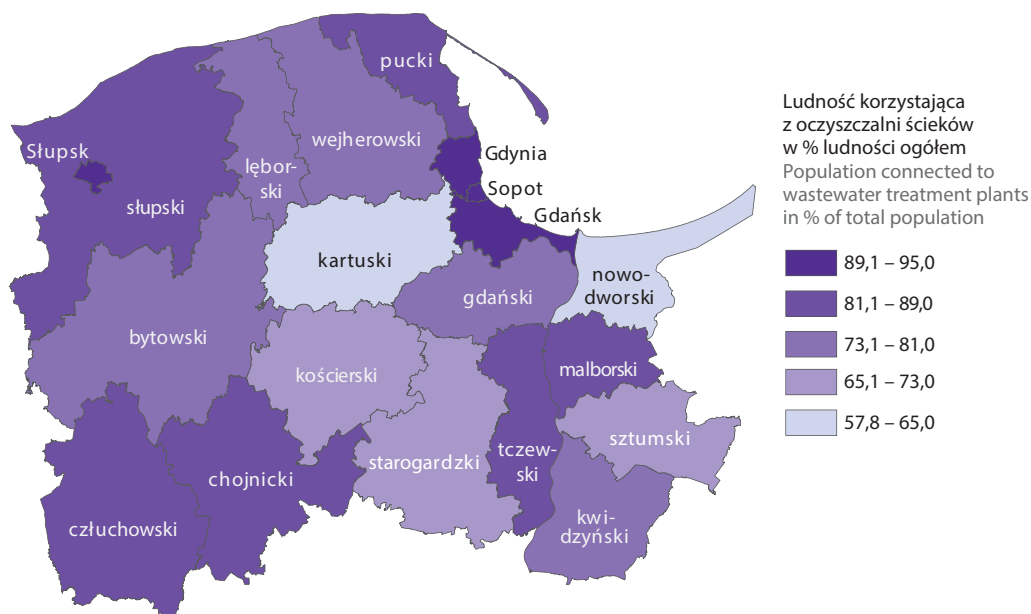 pucki
wejherowski
Gdynia
Słupsk
lębor-
ski
Sopot
słupski
Gdańsk
kartuski
nowo-
dworski
gdański
bytowski
malborski
kościerski
sztumski
starogardzki
tczew-
ski
chojnicki
człuchowski
kwi-
dzyński
Ludność korzystająca
z oczyszczalni ścieków
w % ludności ogółem
Population connected to
wastewater treatment plants
in % of total population
89,1 – 95,0
81,1 – 89,0
73,1 – 81,0
65,1 – 73,0
57,8 – 65,0